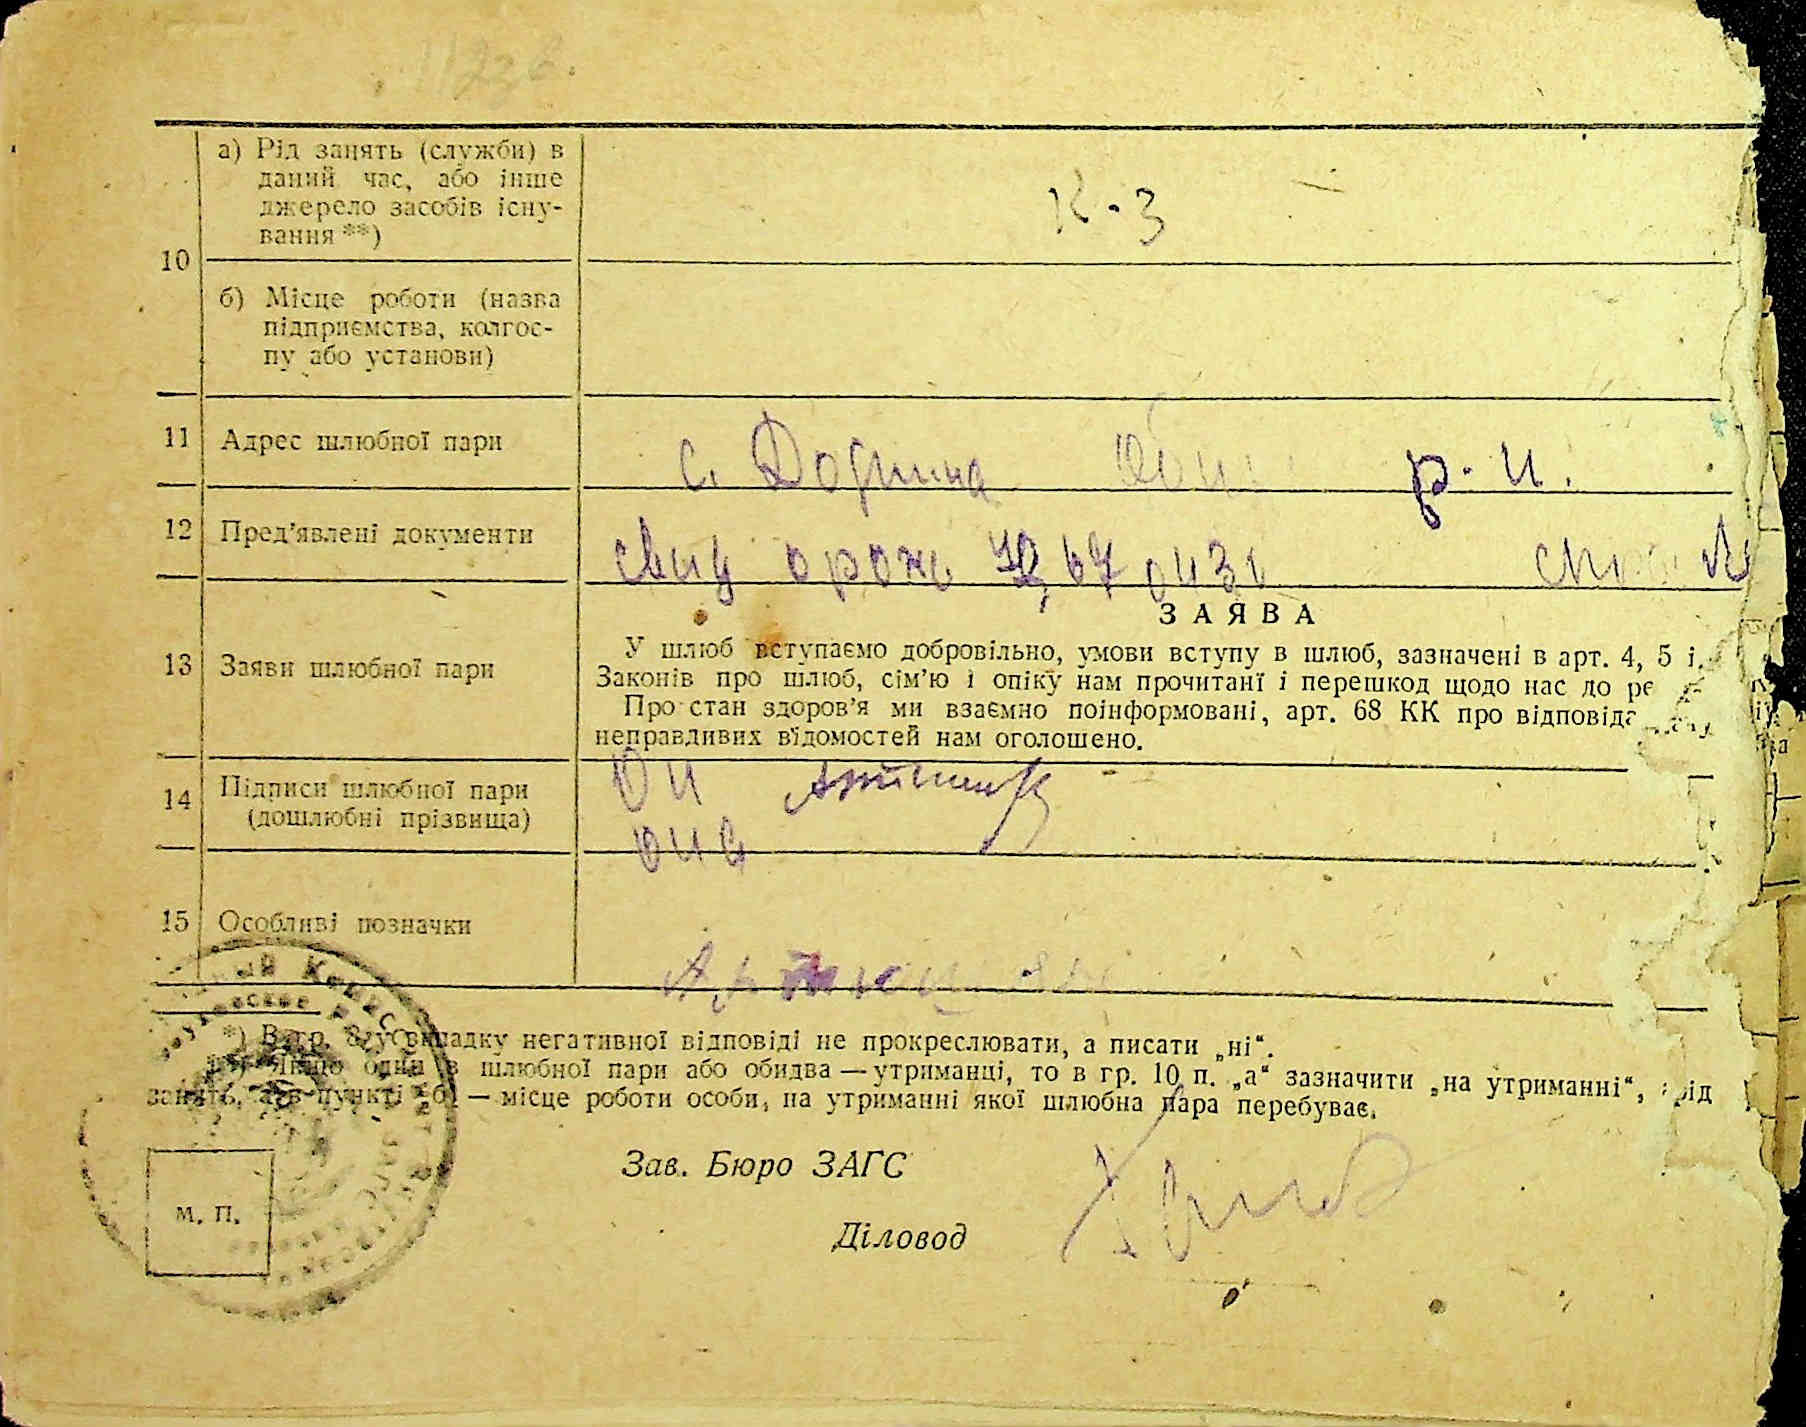 а) Рід занять (служби) в
даний час, або інше
джерело засобів існу-
вання **)
К-з
10
б) Місце роботи (назва
підприємства, колгос-
пу або установи)
11 Адрес шлюбної пари
с. р-н.
12 Пред’явлені документи
ЗАЯВА
13 Заяви шлюбної пари
У шлюб вступаємо добровільно, умови вступу в шлюб, зазначені в арт. 4, 5 і
Законів про шлюб, сім’ю і опіку нам прочитані і перешкод щодо нас до ре
Про стан здоров’я ми взаємно поінформовані, арт. 68 КК про відповіда
неправдивих відомостей нам оголошено.
14 Підписи шлюбної пари
(дошлюбні прізвища)
Он
она
15 Особливі позначки
*) В гр. 8 у випадку негативної відповіді не прокреслювати, а писати „ні“.
**) Якщо один з шлюбної пари або обидва — утриманці, то в гр. 10 п. „а“ зазначити „на утриманні“, рід
занять, а в пункті „б“ — місце роботи особи, на утриманні якої шлюбна пара перебуває.
Зав. Бюро ЗАГС
М. П.
Діловод